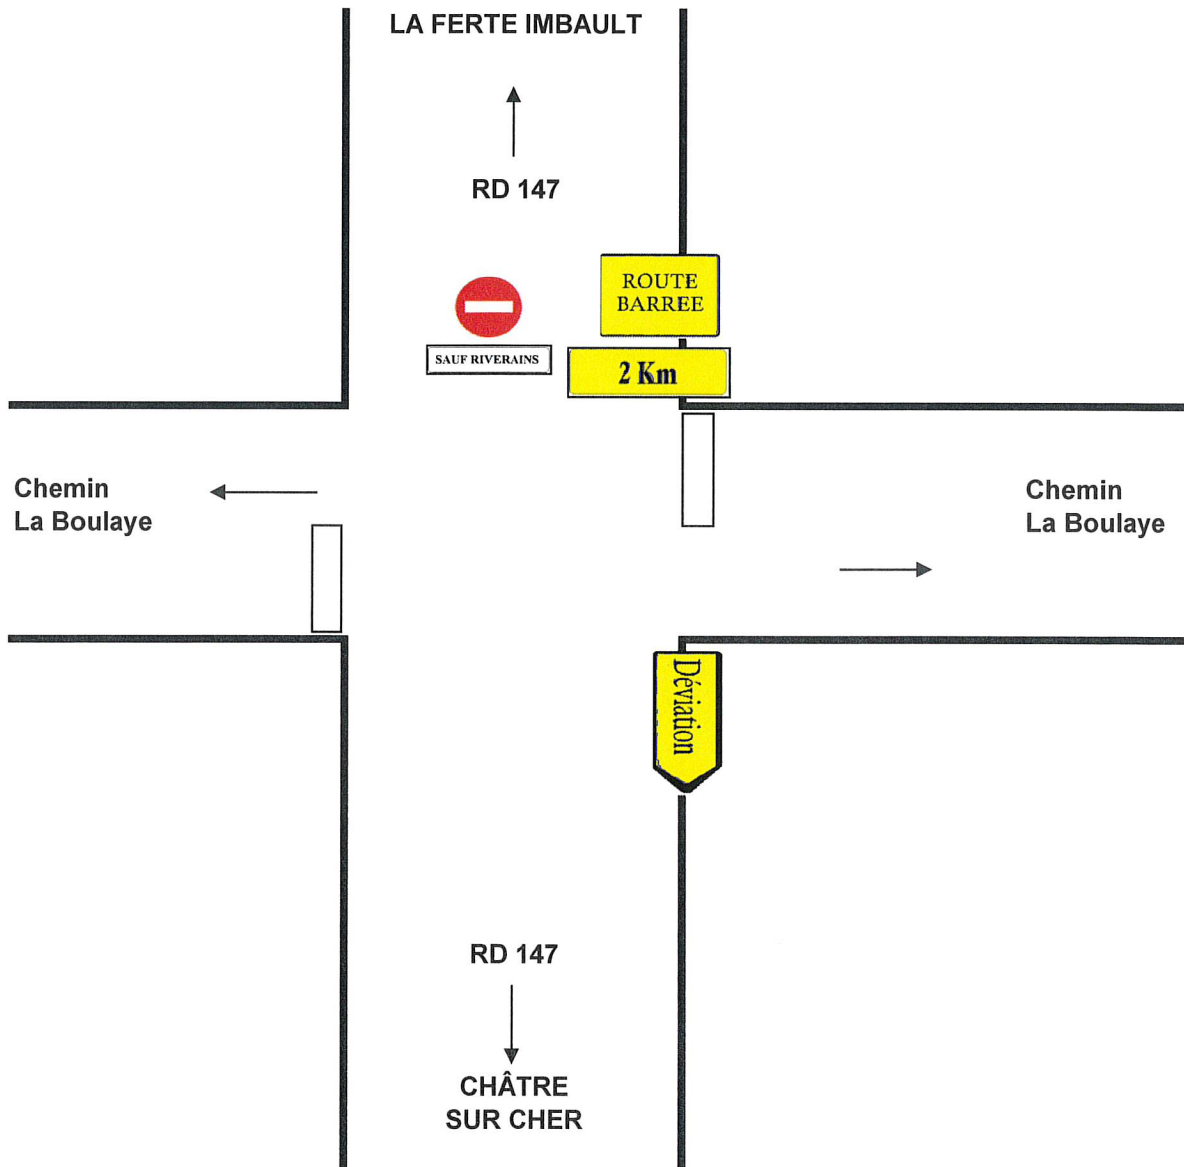 LA FERTE IMBAULT
RD 147
ROUTE
BARREE
SAUF RIVERAINS
2 Km
Chemin
La Boulaye
Chemin
La Boulaye
Déviation
RD 147
CHÂTRE
SUR CHER